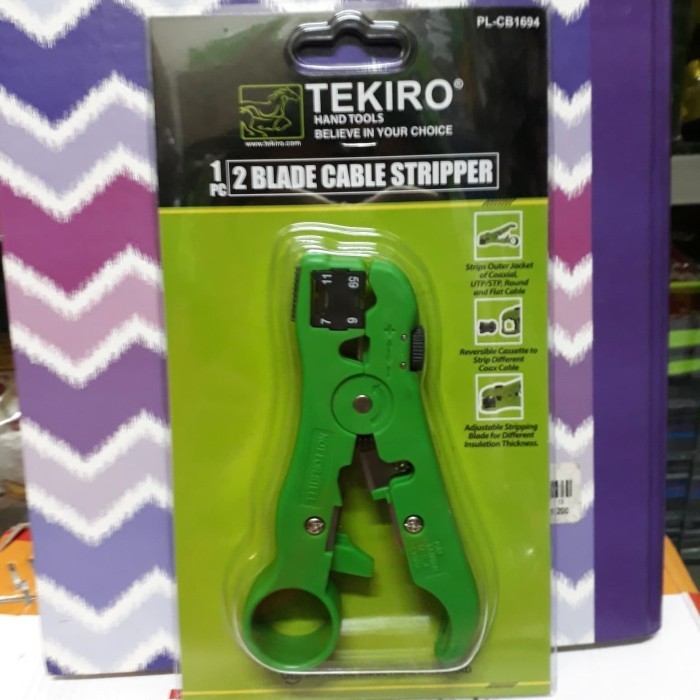 PL-CB1694
TEKIRO®
HAND TOOLS
BELIEVE IN YOUR CHOICE
www.tekiro.com
1 PC
2 BLADE CABLE STRIPPER
Strips Outer Jacket
of Coaxial,
UTP/STP, Round
and Flat Cable
Reversible Cassette to
Strip Different
Coax Cable
Adjustable Stripping
Blade for Different
Insulation Thickness.
11 59
7 6